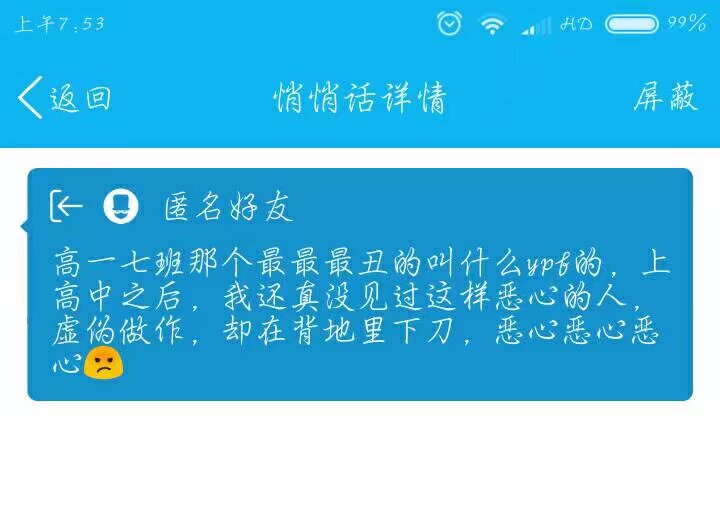 上午7.53
HD
99%
返回
悄悄话详情
屏蔽
匿名好友
高一七班那个最最最丑的叫什么ypf的，上
高中之后，我还真没见过这样恶心的人，
虚伪做作，却在背地里下刀，恶心恶心恶
心😠